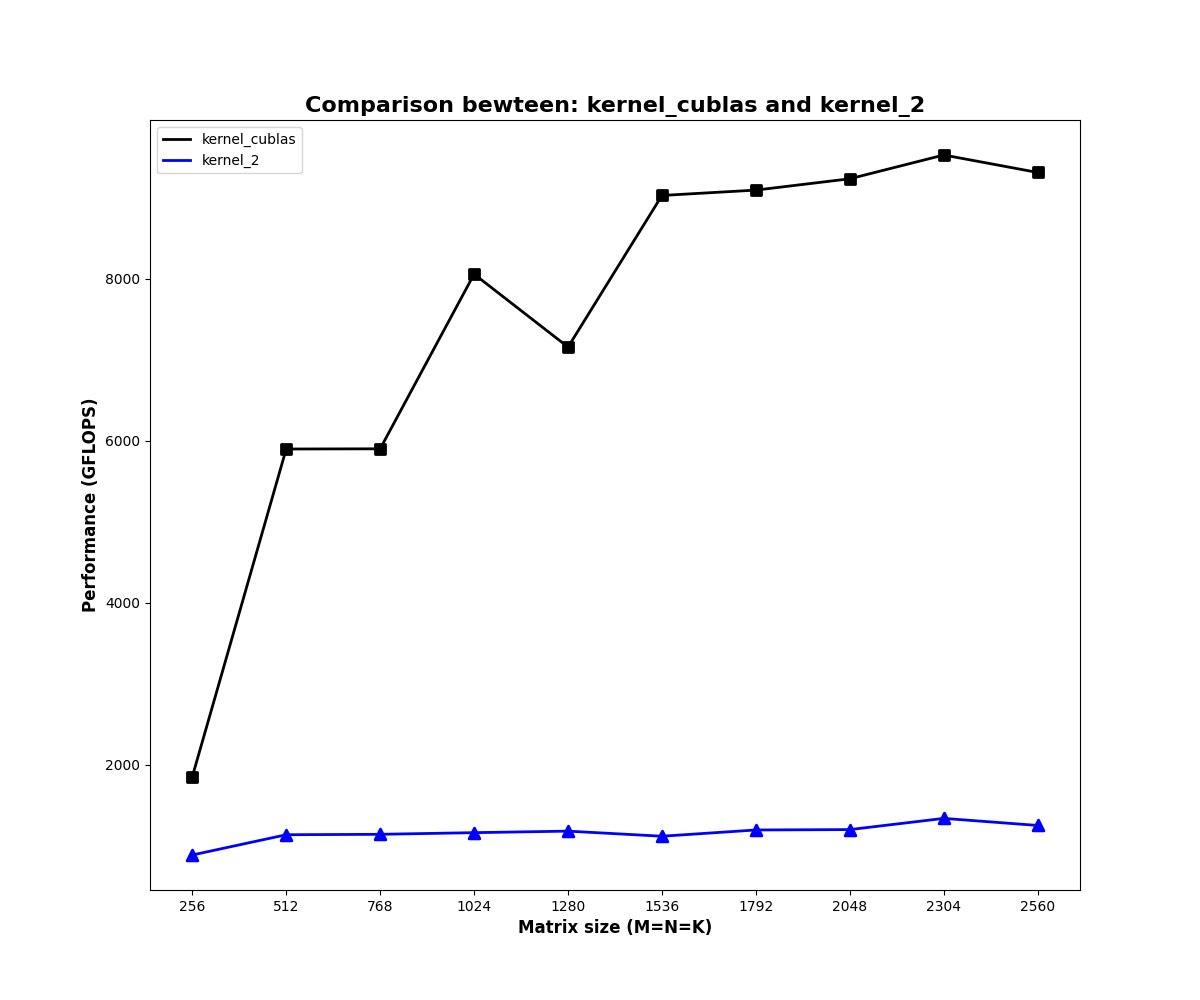 Comparison bewteen: kernel_cublas and kernel_2
kernel_cublas
kernel_2
Performance (GFLOPS)
8000
6000
4000
2000
256 512 768 1024 1280 1536 1792 2048 2304 2560
Matrix size (M=N=K)